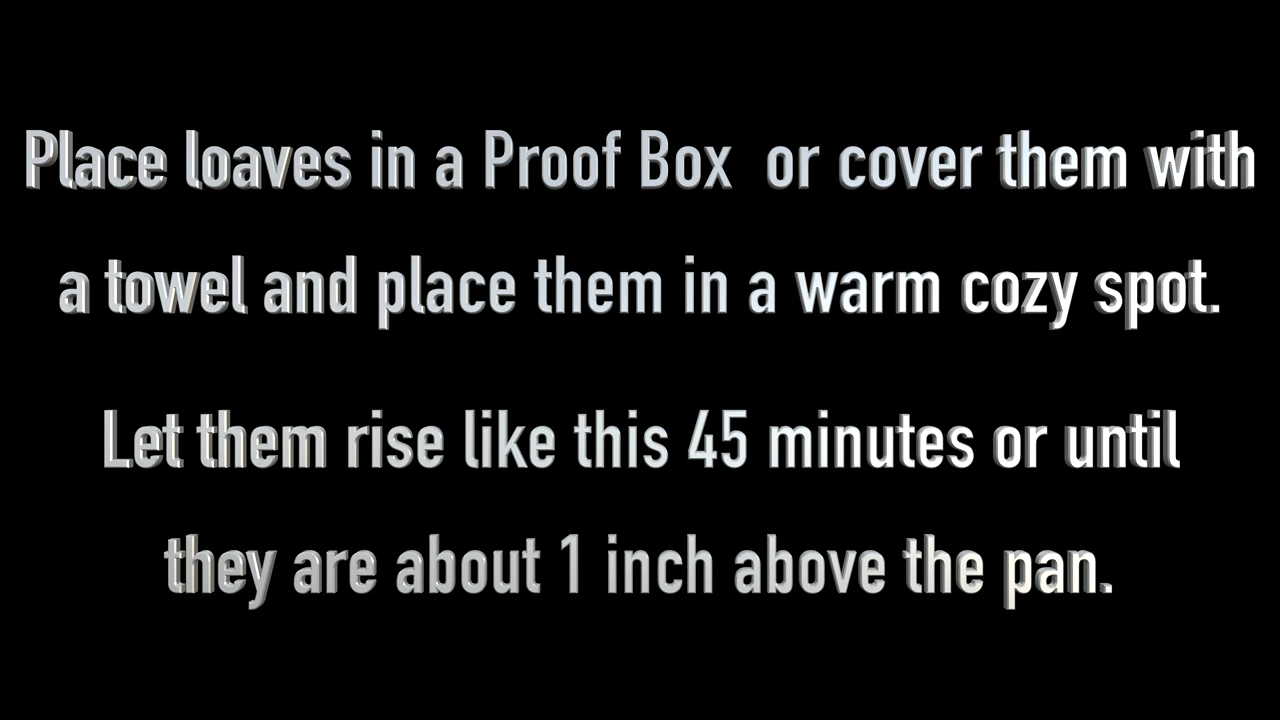 Place loaves in a Proof Box  or cover them with
a towel and place them in a warm cozy spot.
Let them rise like this 45 minutes or until
they are about 1 inch above the pan.